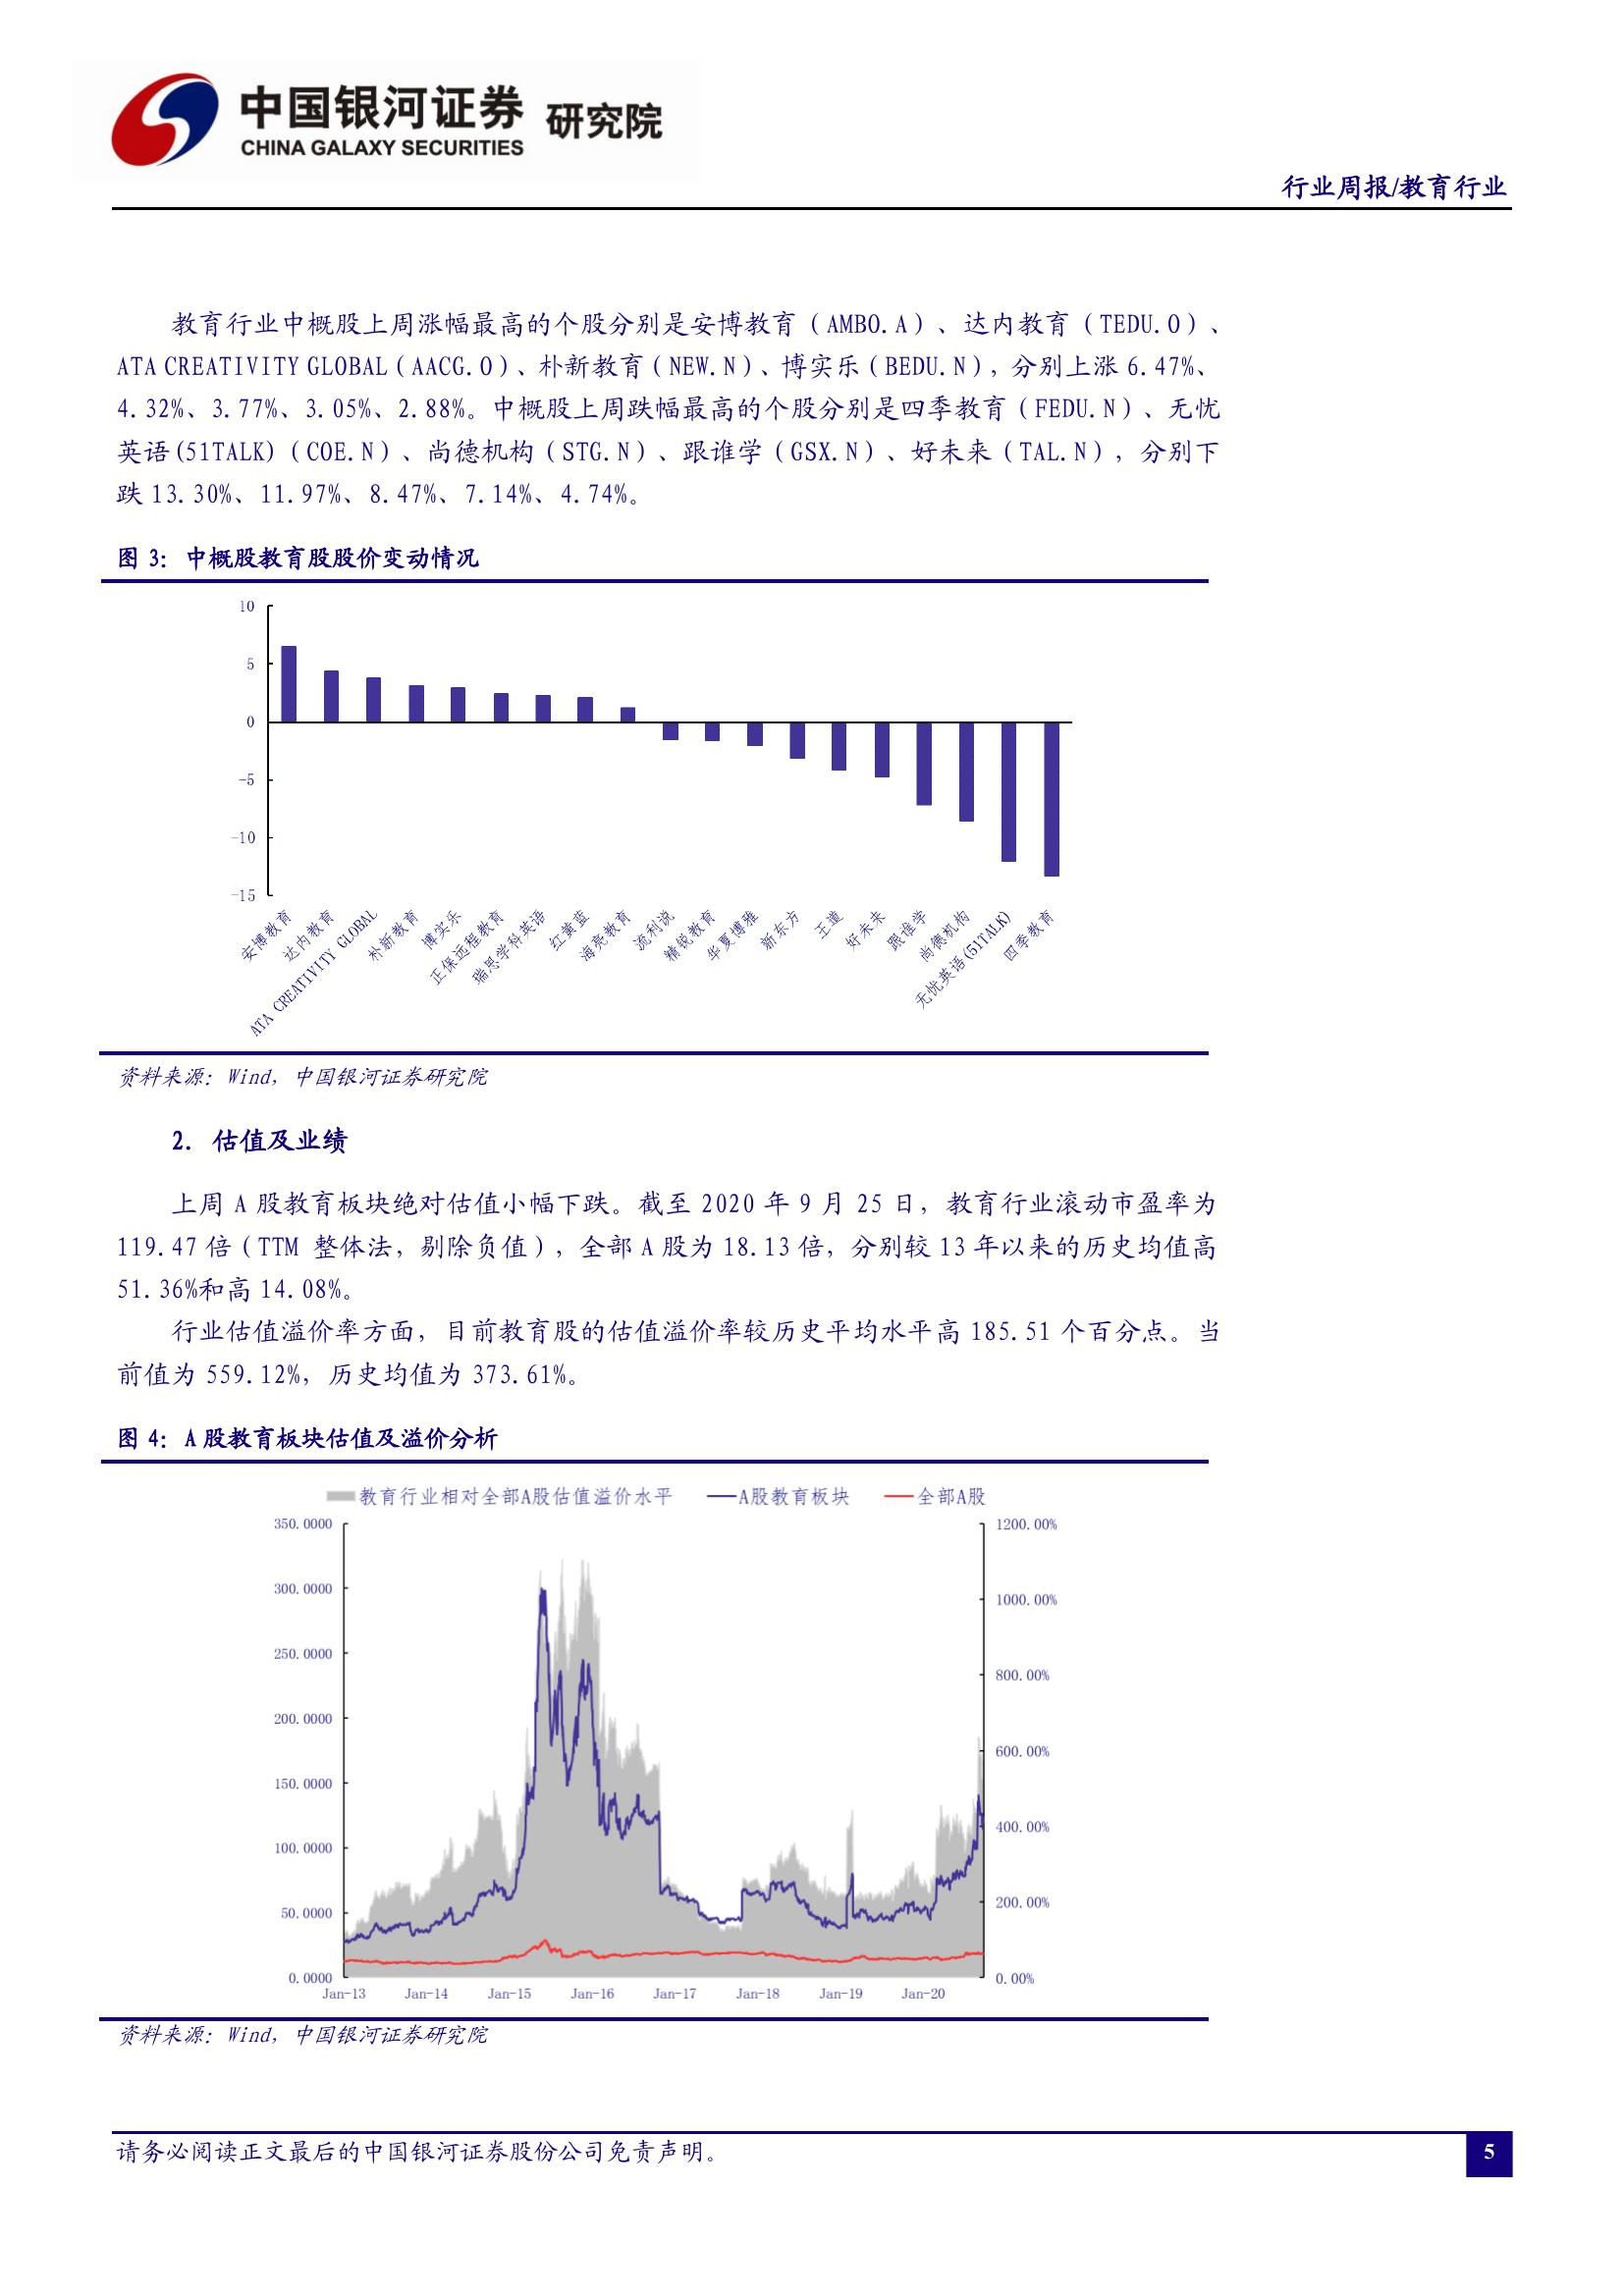 中国银河证券 研究院
CHINA GALAXY SECURITIES
行业周报/教育行业
教育行业中概股上周涨幅最高的个股分别是安博教育（AMBO.A）、达内教育（TEDU.O）、
ATA CREATIVITY GLOBAL（AACG.O）、朴新教育（NEW.N）、博实乐（BEDU.N），分别上涨 6.47%、
4.32%、3.77%、3.05%、2.88%。中概股上周跌幅最高的个股分别是四季教育（FEDU.N）、无忧
英语(51TALK)（COE.N）、尚德机构（STG.N）、跟谁学（GSX.N）、好未来（TAL.N），分别下
跌 13.30%、11.97%、8.47%、7.14%、4.74%。
图 3：中概股教育股股价变动情况
10
5
0
-5
-10
-15
安博教育
达内教育
ATA CREATIVITY GLOBAL
朴新教育
博实乐
正保远程教育
瑞思学科英语
红黄蓝
海亮教育
流利说
精锐教育
华夏博雅
新东方
王道
好未来
跟谁学
尚德机构
无忧英语(51TALK)
四季教育
资料来源：Wind，中国银河证券研究院
2. 估值及业绩
上周 A 股教育板块绝对估值小幅下跌。截至 2020 年 9 月 25 日，教育行业滚动市盈率为
119.47 倍（TTM 整体法，剔除负值），全部 A 股为 18.13 倍，分别较 13 年以来的历史均值高
51.36%和高 14.08%。
行业估值溢价率方面，目前教育股的估值溢价率较历史平均水平高 185.51 个百分点。当
前值为 559.12%，历史均值为 373.61%。
图 4：A 股教育板块估值及溢价分析
教育行业相对全部A股估值溢价水平 A股教育板块 全部A股
350.0000
300.0000
250.0000
200.0000
150.0000
100.0000
50.0000
0.0000
1200.00%
1000.00%
800.00%
600.00%
400.00%
200.00%
0.00%
Jan-13 Jan-14 Jan-15 Jan-16 Jan-17 Jan-18 Jan-19 Jan-20
资料来源：Wind，中国银河证券研究院
请务必阅读正文最后的中国银河证券股份公司免责声明。
5